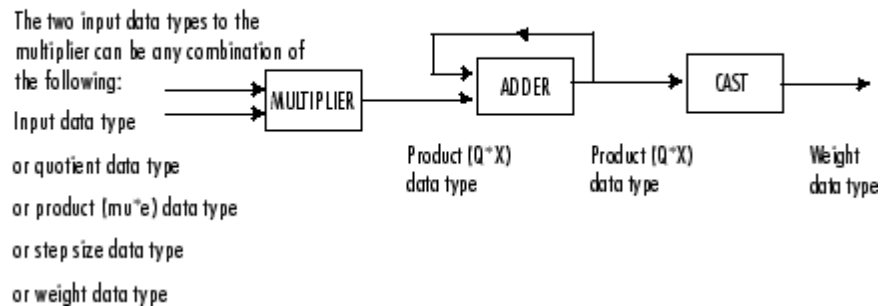 The two input data types to the
multiplier can be any combination of
the following:
MULTIPLIER
ADDER
CAST
Input data type
or quotient data type
or product (mu*e) data type
or step size data type
or weight data type
Product (Q*X)
data type
Product (Q*X)
data type
Weight
data type